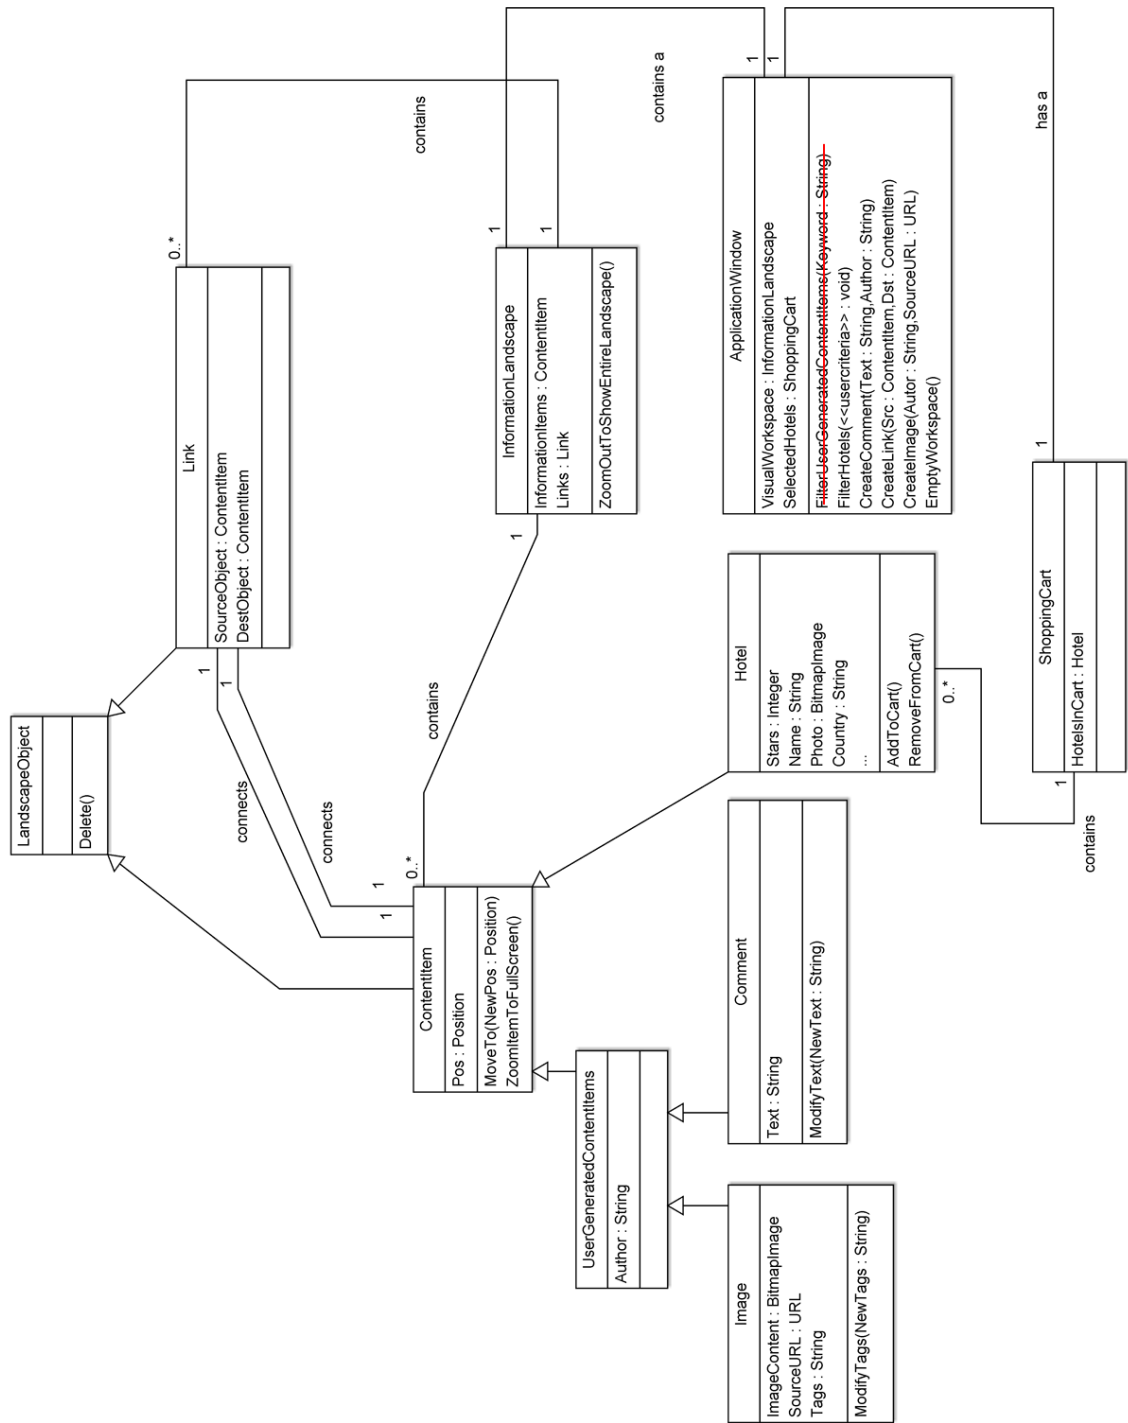 LandscapeObject
Delete()
Link
SourceObject : ContentItem
DestObject : ContentItem
0..*
1
1
connects
connects
1
1
contains
ContentItem
Pos : Position
MoveTo(NewPos : Position)
ZoomItemToFullScreen()
0..*
contains
1
InformationLandscape
InformationItems : ContentItem
Links : Link
ZoomOutToShowEntireLandscape()
1
1
contains a
UserGeneratedContentItems
Author : String
Image
ImageContent : BitmapImage
SourceURL : URL
Tags : String
ModifyTags(NewTags : String)
Comment
Text : String
ModifyText(NewText : String)
Hotel
Stars : Integer
Name : String
Photo : BitmapImage
Country : String
...
AddToCart()
RemoveFromCart()
0..*
ApplicationWindow
VisualWorkspace : InformationLandscape
SelectedHotels : ShoppingCart
FilterUserGeneratedContentItems(Keyword : String)
FilterHotels(<<usercriteria>> : void)
CreateComment(Text : String,Author : String)
CreateLink(Src : ContentItem,Dst : ContentItem)
CreateImage(Autor : String,SourceURL : URL)
EmptyWorkspace()
1
1
has a
1
ShoppingCart
HotelsInCart : Hotel
1
contains